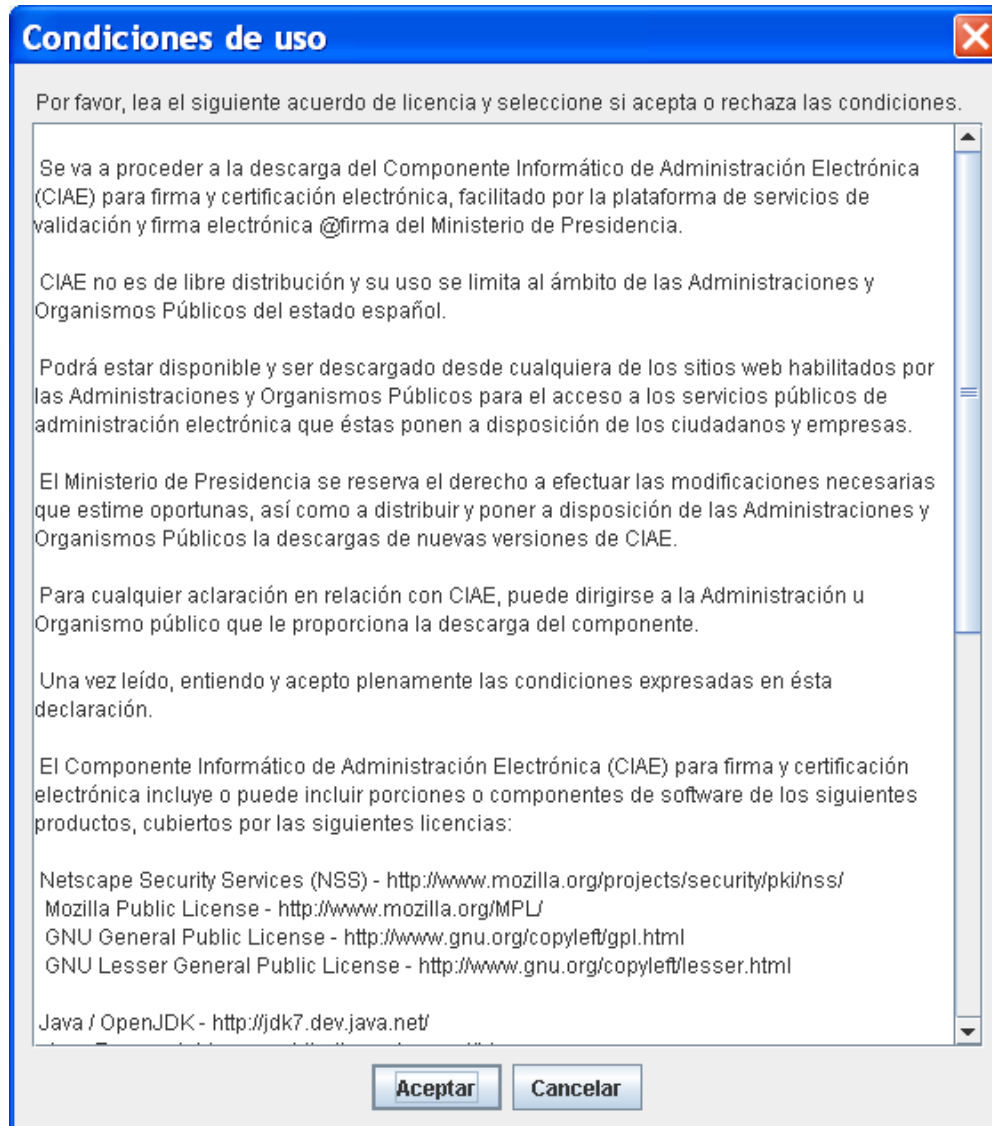 Condiciones de uso
Por favor, lea el siguiente acuerdo de licencia y seleccione si acepta o rechaza las condiciones.
Se va a proceder a la descarga del Componente Informático de Administración Electrónica
(CIAE) para firma y certificación electrónica, facilitado por la plataforma de servicios de
validación y firma electrónica @firma del Ministerio de Presidencia.
CIAE no es de libre distribución y su uso se limita al ámbito de las Administraciones y
Organismos Públicos del estado español.
Podrá estar disponible y ser descargado desde cualquiera de los sitios web habilitados por
las Administraciones y Organismos Públicos para el acceso a los servicios públicos de
administración electrónica que éstas ponen a disposición de los ciudadanos y empresas.
El Ministerio de Presidencia se reserva el derecho a efectuar las modificaciones necesarias
que estime oportunas, así como a distribuir y poner a disposición de las Administraciones y
Organismos Públicos la descargas de nuevas versiones de CIAE.
Para cualquier aclaración en relación con CIAE, puede dirigirse a la Administración u
Organismo público que le proporciona la descarga del componente.
Una vez leído, entiendo y acepto plenamente las condiciones expresadas en ésta
declaración.
El Componente Informático de Administración Electrónica (CIAE) para firma y certificación
electrónica incluye o puede incluir porciones o componentes de software de los siguientes
productos, cubiertos por las siguientes licencias:
Netscape Security Services (NSS) - http://www.mozilla.org/projects/security/pki/nss/
Mozilla Public License - http://www.mozilla.org/MPL/
GNU General Public License - http://www.gnu.org/copyleft/gpl.html
GNU Lesser General Public License - http://www.gnu.org/copyleft/lesser.html
Java / OpenJDK - http://jdk7.dev.java.net/
Aceptar Cancelar